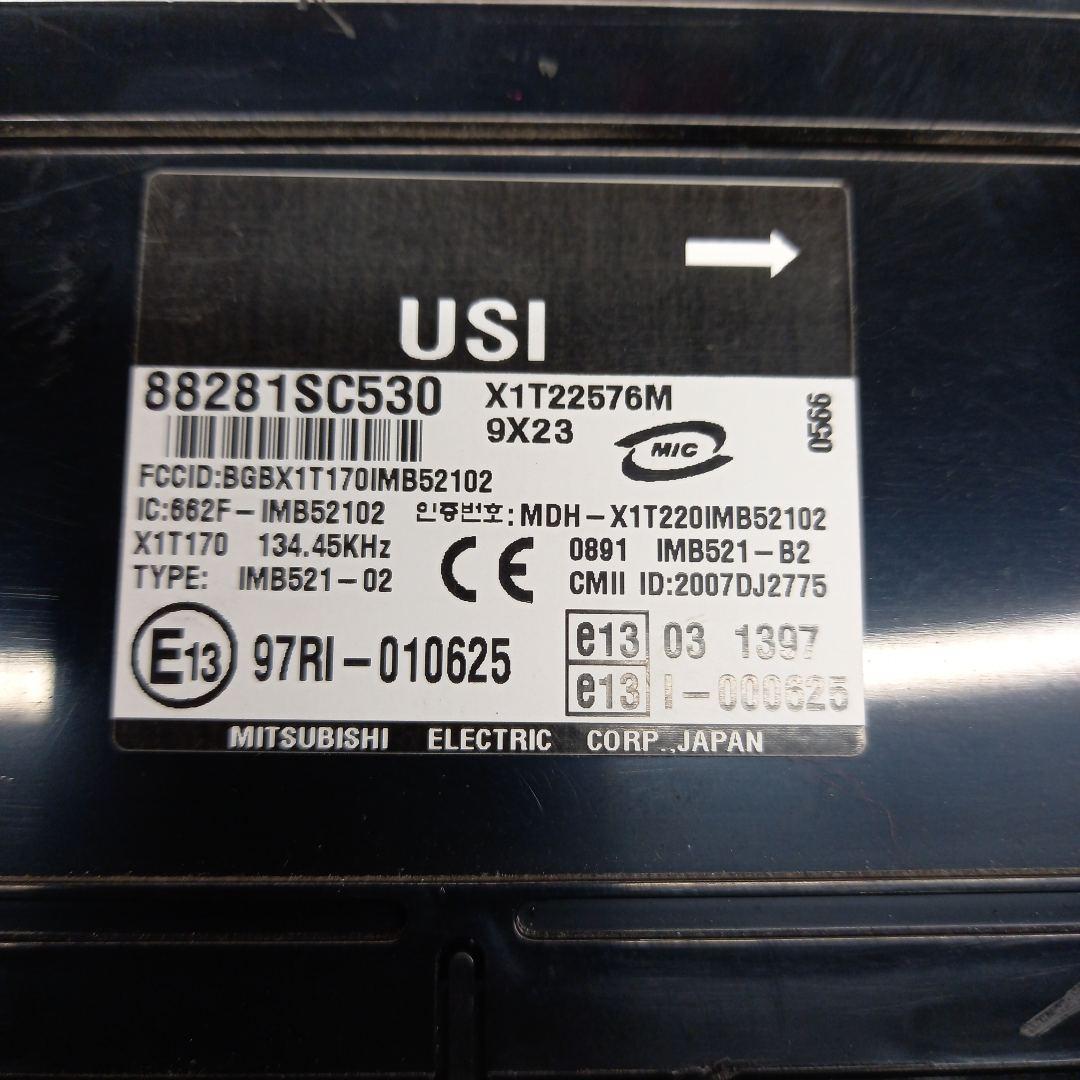 USI
88281SC530 X1T22576M
9X23
MIC
0566
FCCID:BGBX1T170IMB52102
IC:662F-IMB52102 인증번호:MDH-X1T220IMB52102
X1T170 134.45KHz CE 0891 IMB521-B2
TYPE: IMB521-02 CMII ID:2007DJ2775
E13 97RI-010625
e13 03 1397
e13 I-000625
MITSUBISHI ELECTRIC CORP. JAPAN